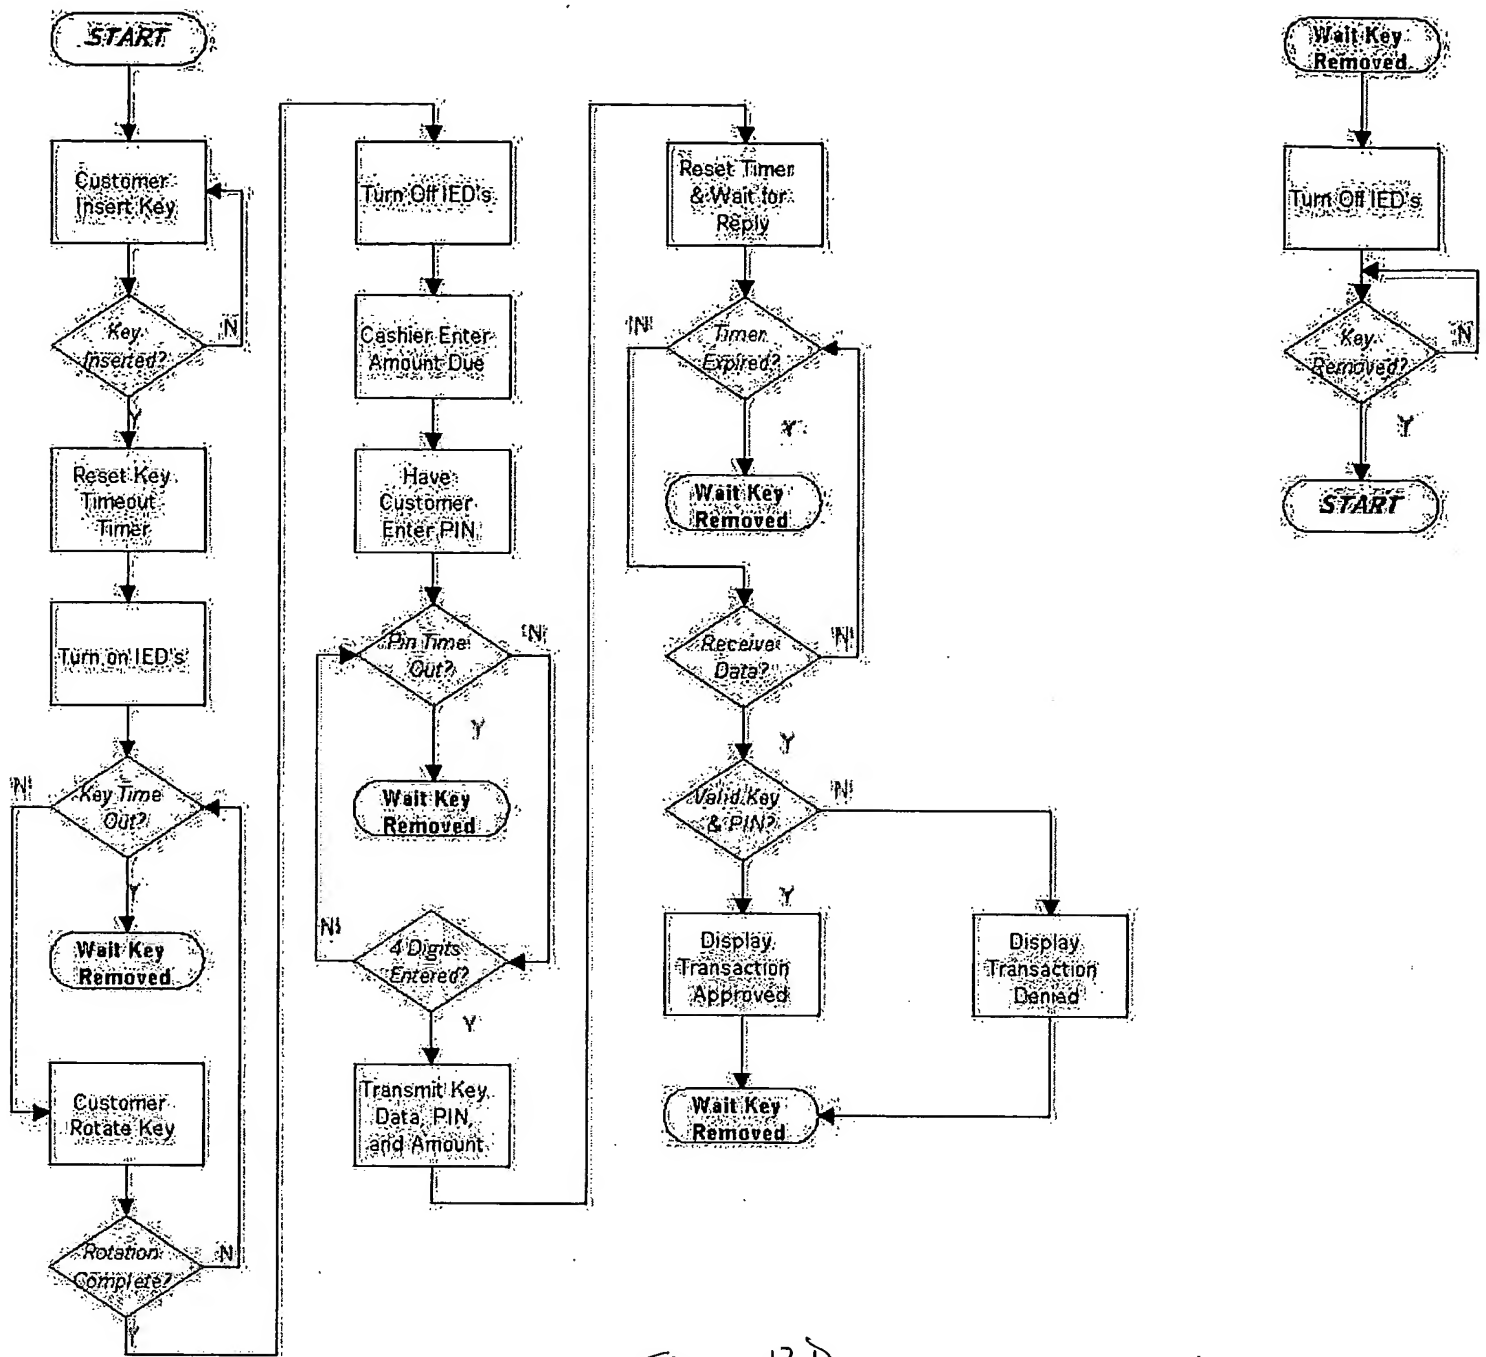 START
Customer
Insert Key
Key
Inserted?
N
Y
Reset Key
Timeout
Timer
Turn on IED's
Key Time
Out?
N
Y
Wait Key
Removed
Customer
Rotate Key
Rotation
Complete?
N
Y
Turn Off IED's
Cashier Enter
Amount Due
Have
Customer
Enter PIN
Pin Time
Out?
N
Y
Wait Key
Removed
4 Digits
Entered?
N
Y
Transmit Key
Data, PIN,
and Amount
Reset Timer
& Wait for
Reply
Timer
Expired?
N
Y
Wait Key
Removed
Receive
Data?
N
Y
Valid Key
& PIN?
N
Y
Display
Transaction
Approved
Display
Transaction
Denied
Wait Key
Removed
Wait Key
Removed
Turn Off IED's
Key
Removed?
N
Y
START